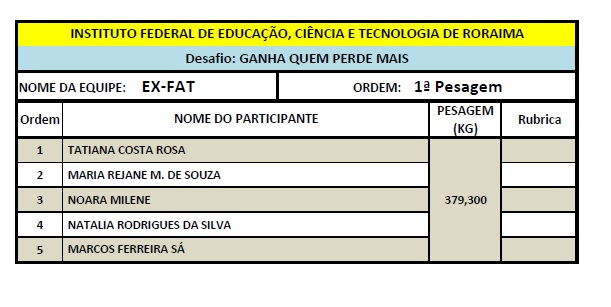 INSTITUTO FEDERAL DE EDUCAÇÃO, CIÊNCIA E TECNOLOGIA DE RORAIMA
Desafio: GANHA QUEM PERDE MAIS
NOME DA EQUIPE: EX-FAT ORDEM: 1ª Pesagem
Ordem NOME DO PARTICIPANTE PESAGEM (KG) Rubrica
1 TATIANA COSTA ROSA
2 MARIA REJANE M. DE SOUZA
3 NOARA MILENE 379,300
4 NATALIA RODRIGUES DA SILVA
5 MARCOS FERREIRA SÁ